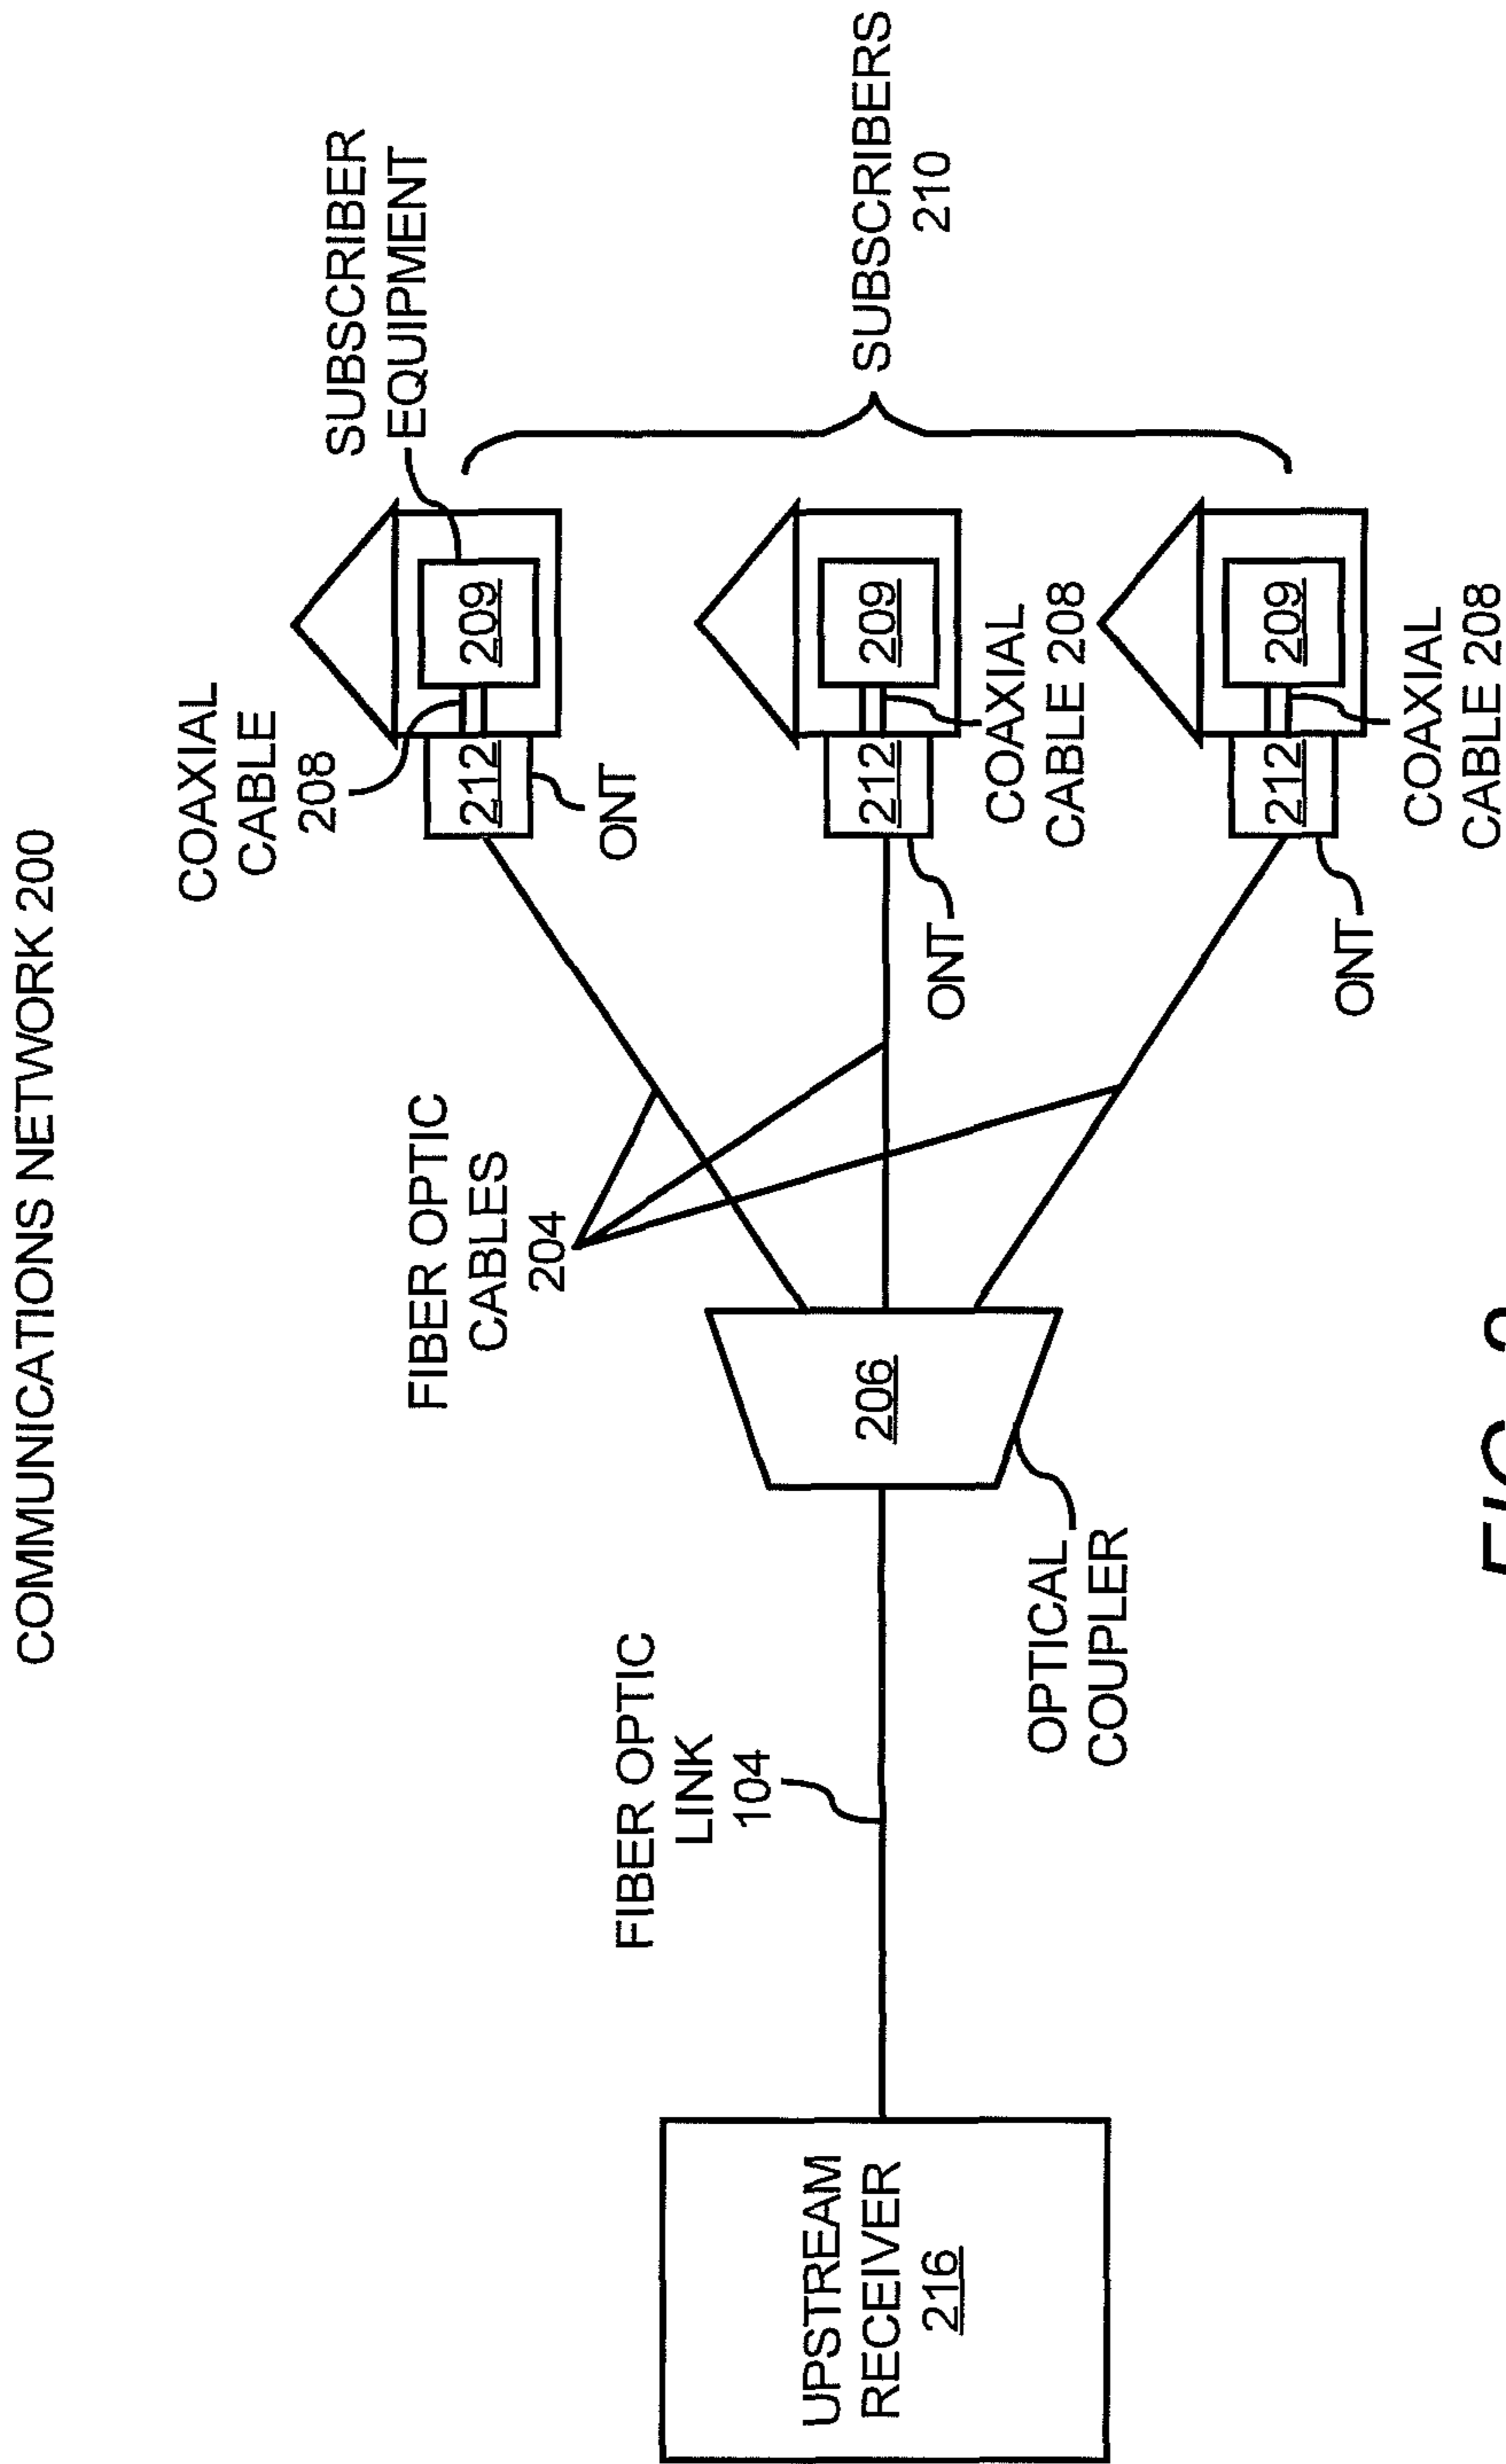 COMMUNICATIONS NETWORK 200
COAXIAL
CABLE
208
SUBSCRIBER
EQUIPMENT
FIBER OPTIC
CABLES
204
212
209
ONT
FIBER OPTIC
LINK
104
UPSTREAM
RECEIVER
216
206
212
209
SUBSCRIBERS
210
ONT
COAXIAL
CABLE 208
OPTICAL
COUPLER
212
209
ONT
COAXIAL
CABLE 208
FIG.